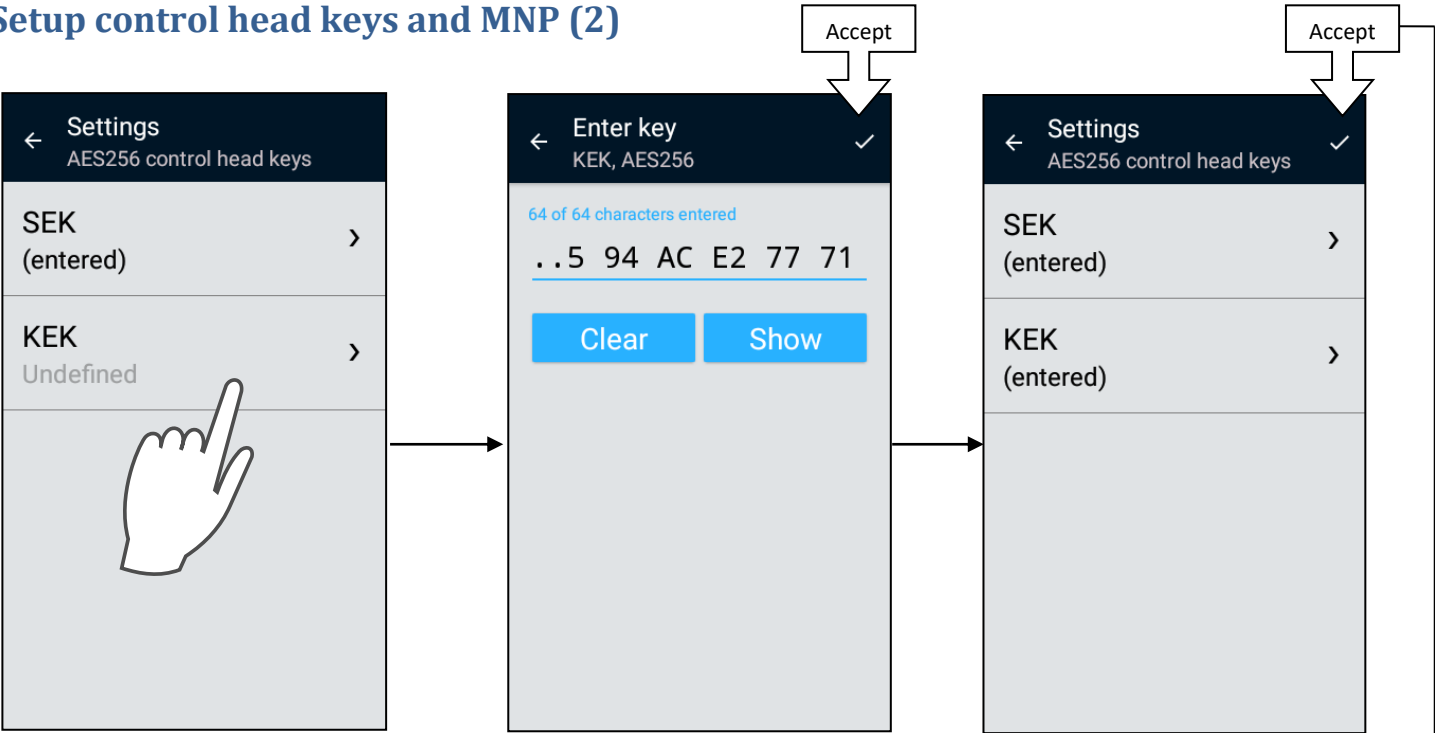 Setup control head keys and MNP (2)
Accept
Accept
← Settings
AES256 control head keys
SEK
(entered)
KEK
Undefined
← Enter key
KEK, AES256
64 of 64 characters entered
..5 94 AC E2 77 71
Clear
Show
← Settings
AES256 control head keys
SEK
(entered)
KEK
(entered)